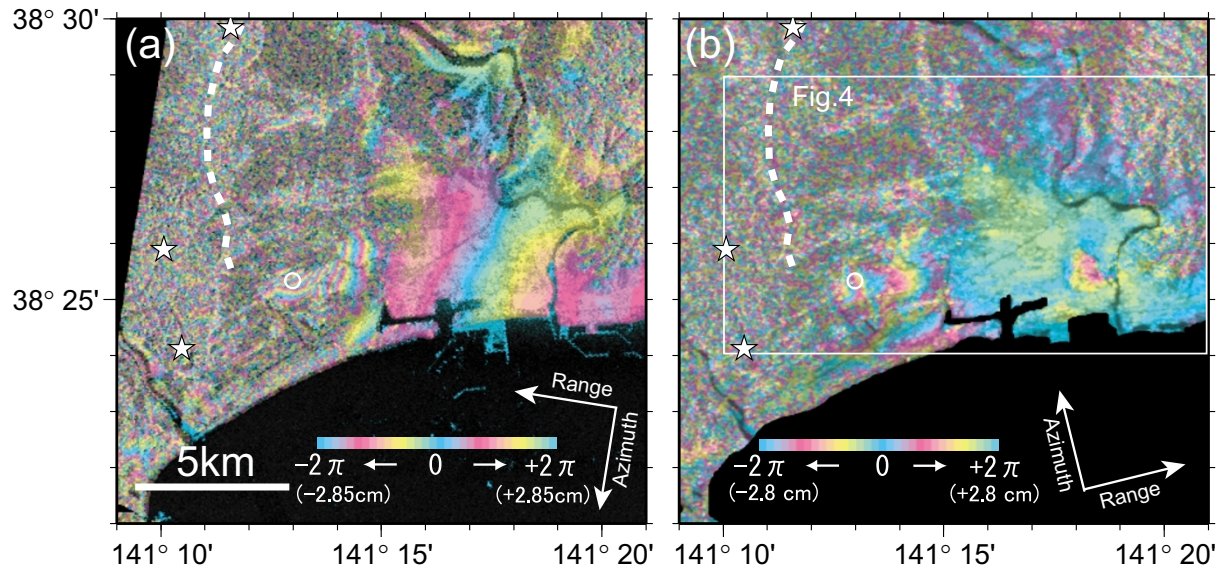 38° 30'
(a)
(b)
Fig.4
38° 25'
Range
Azimuth
Azimuth
Range
5km
−2 π ← 0 → +2 π
(−2.85cm) (+2.85cm)
−2 π ← 0 → +2 π
(−2.8 cm) (+2.8 cm)
141° 10' 141° 15' 141° 20'
141° 10' 141° 15' 141° 20'